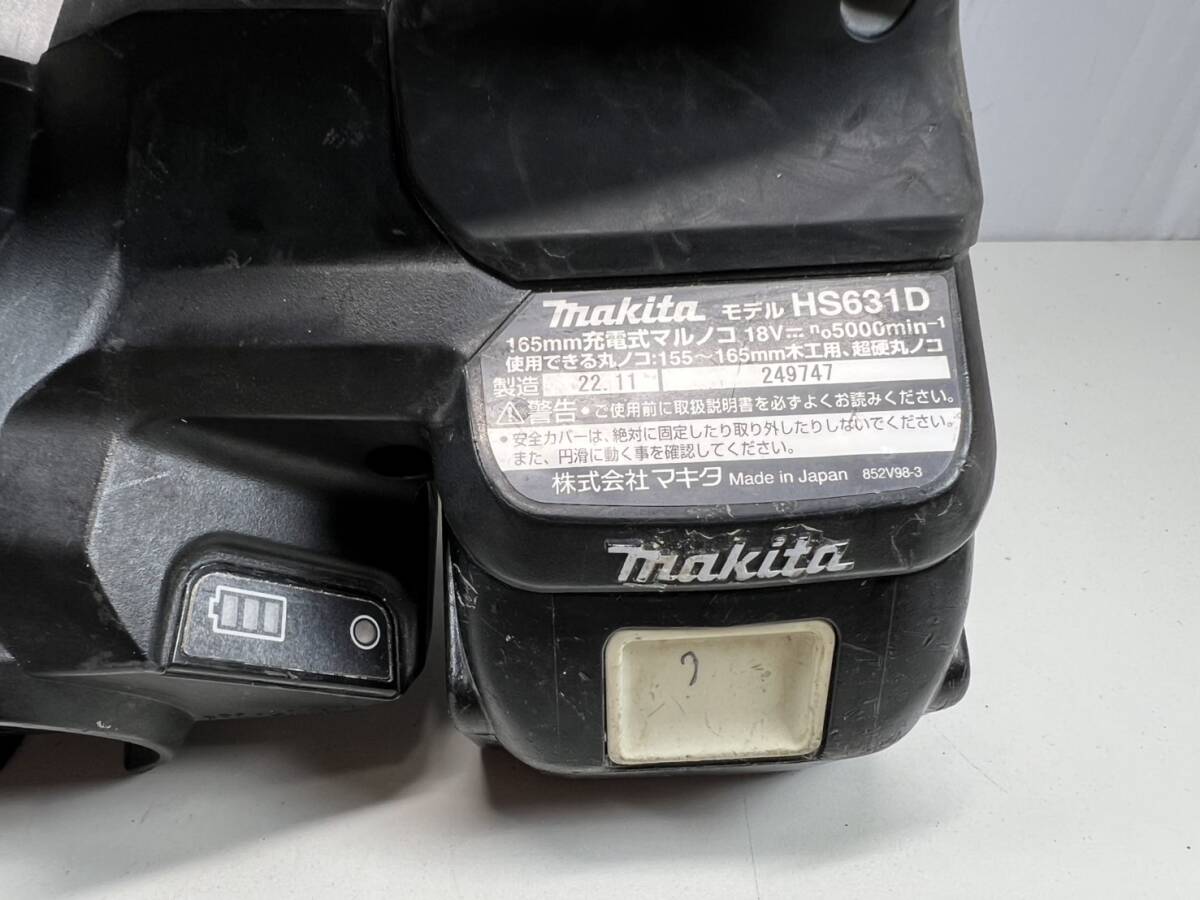 makita モデル HS631D
165mm充電式マルノコ 18V⎓ n₀5000min⁻¹
使用できる丸ノコ:155～165mm木工用、超硬丸ノコ
製造 22.11 249747
⚠警告 •ご使用前に取扱説明書を必ずよくお読みください。
•安全カバーは、絶対に固定したり取り外したりしないでください。
また、円滑に動く事を確認してください。
株式会社マキタ Made in Japan 852V98-3
makita